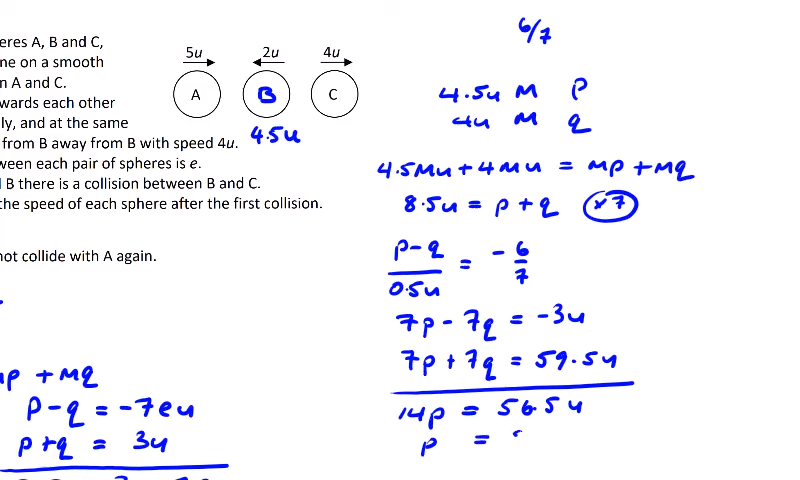 eres A, B and C,
ne on a smooth
n A and C.
wards each other
ly, and at the same
from B away from B with speed 4u.
ween each pair of spheres is e.
B there is a collision between B and C.
the speed of each sphere after the first collision.
not collide with A again.
5u 2u 4u
A B C
4.5u
p + Mq
p - q = -7eu
p + q = 3u
6/7
4.5u M p
4u M q
4.5Mu + 4Mu = Mp + Mq
8.5u = p + q ×7
p - q
0.5u
= - 6/7
7p - 7q = -3u
7p + 7q = 59.5u
14p = 56.5u
p =